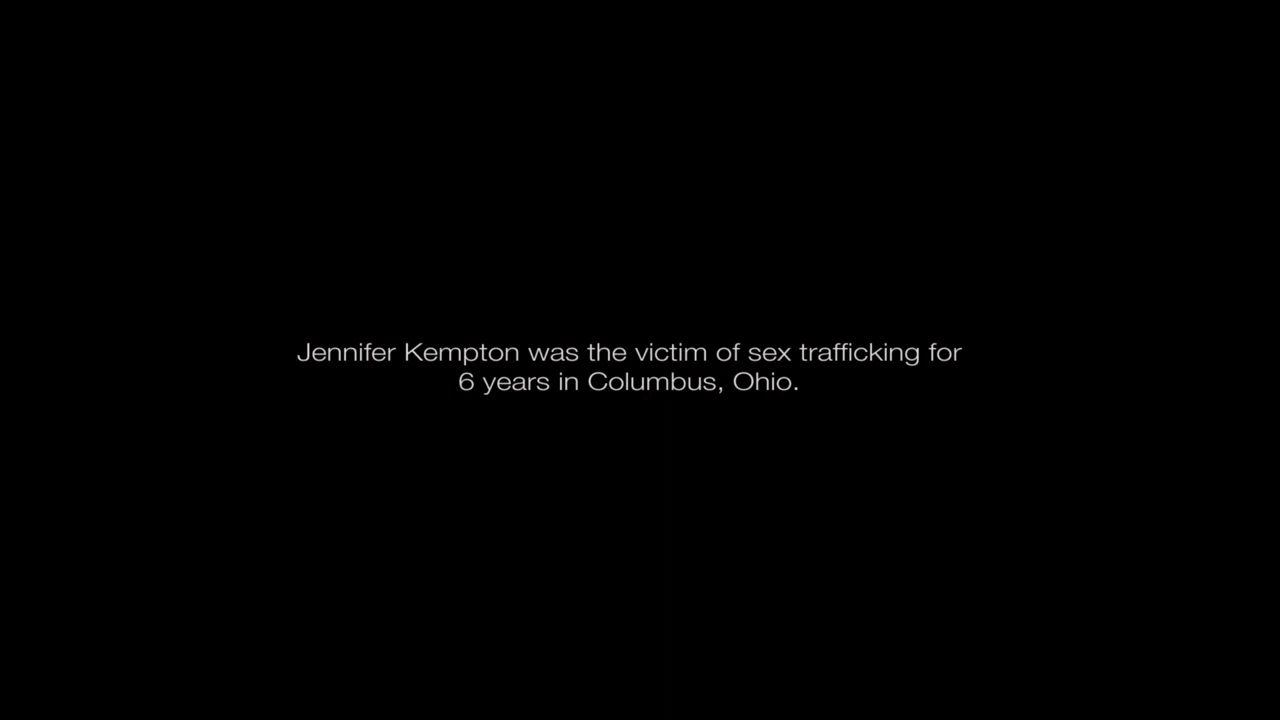 Jennifer Kempton was the victim of sex trafficking for
6 years in Columbus, Ohio.